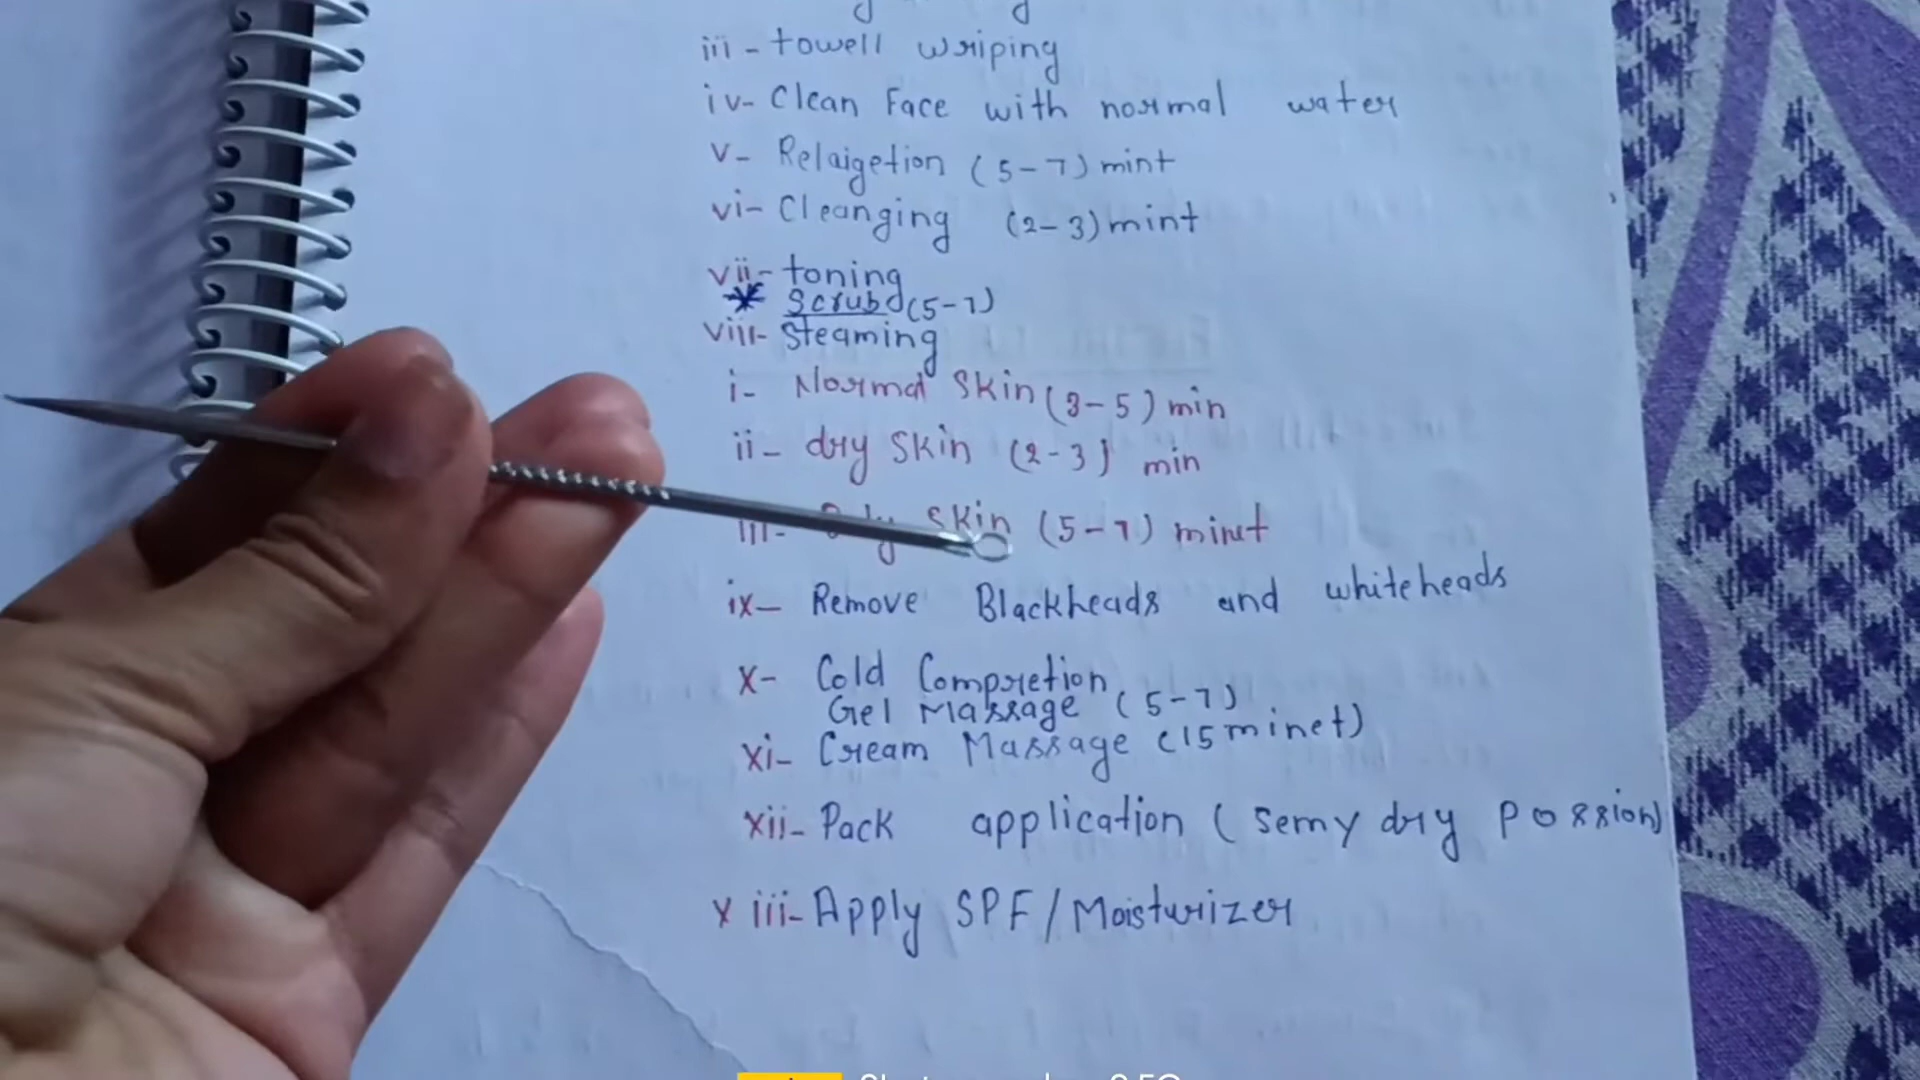 iii - towell wriping
iv- Clean Face with normal water
v- Relaigetion (5-7) mint
vi- Cleanging (2-3) mint
vii- toning
* Scrub (5-7)
viii- Steaming
i- Normal Skin (3-5) min
ii- dry skin (2-3) min
iii- skin (5-7) mint
ix- Remove Blackheads and whiteheads
x- Cold Compretion
Gel Massage (5-7)
xi- Cream Massage (15 minet)
xii- Pack application (semy dry possion)
xiii- Apply SPF/Moisturizer